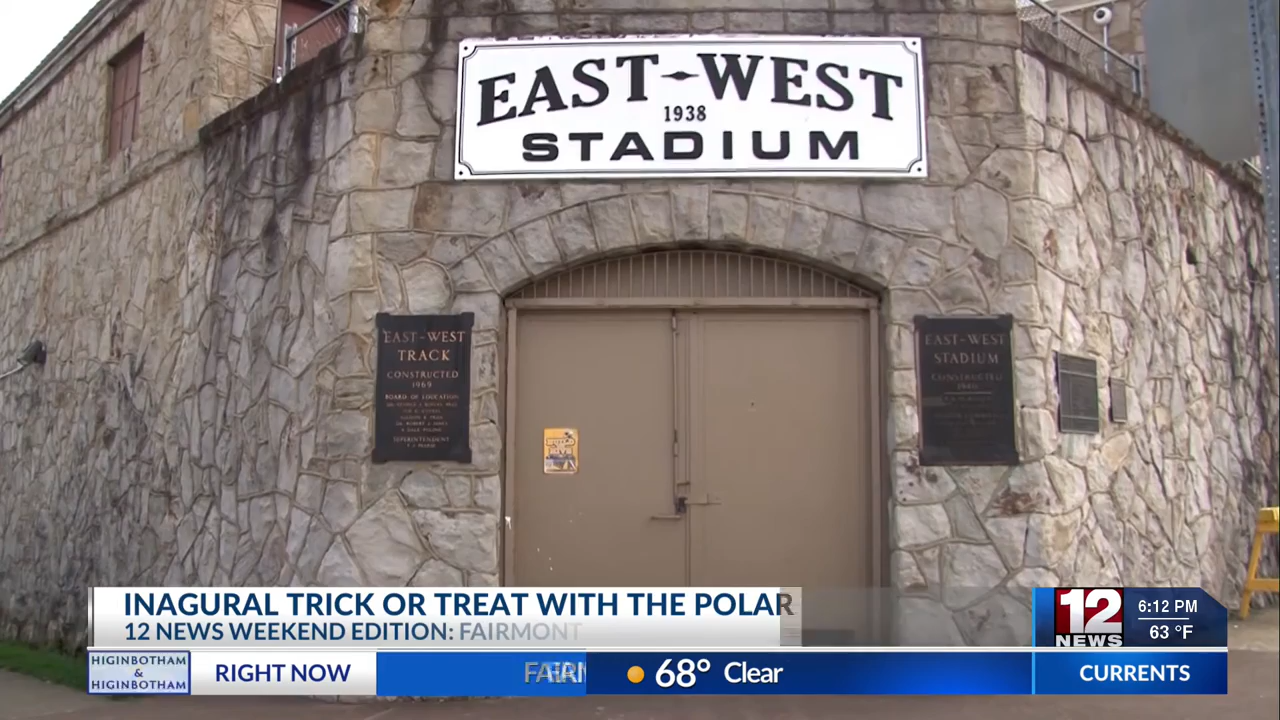 EAST-WEST
1938
STADIUM
EAST-WEST
TRACK
CONSTRUCTED
1969
BOARD OF EDUCATION
SUPERINTENDENT
EAST-WEST
STADIUM
CONSTRUCTED
BUILD
HIVE
INAGURAL TRICK OR TREAT WITH THE POLAR
12 NEWS WEEKEND EDITION: FAIRMONT
12
NEWS
6:12 PM
63 °F
HIGINBOTHAM
&
HIGINBOTHAM
RIGHT NOW
68° Clear
CURRENTS